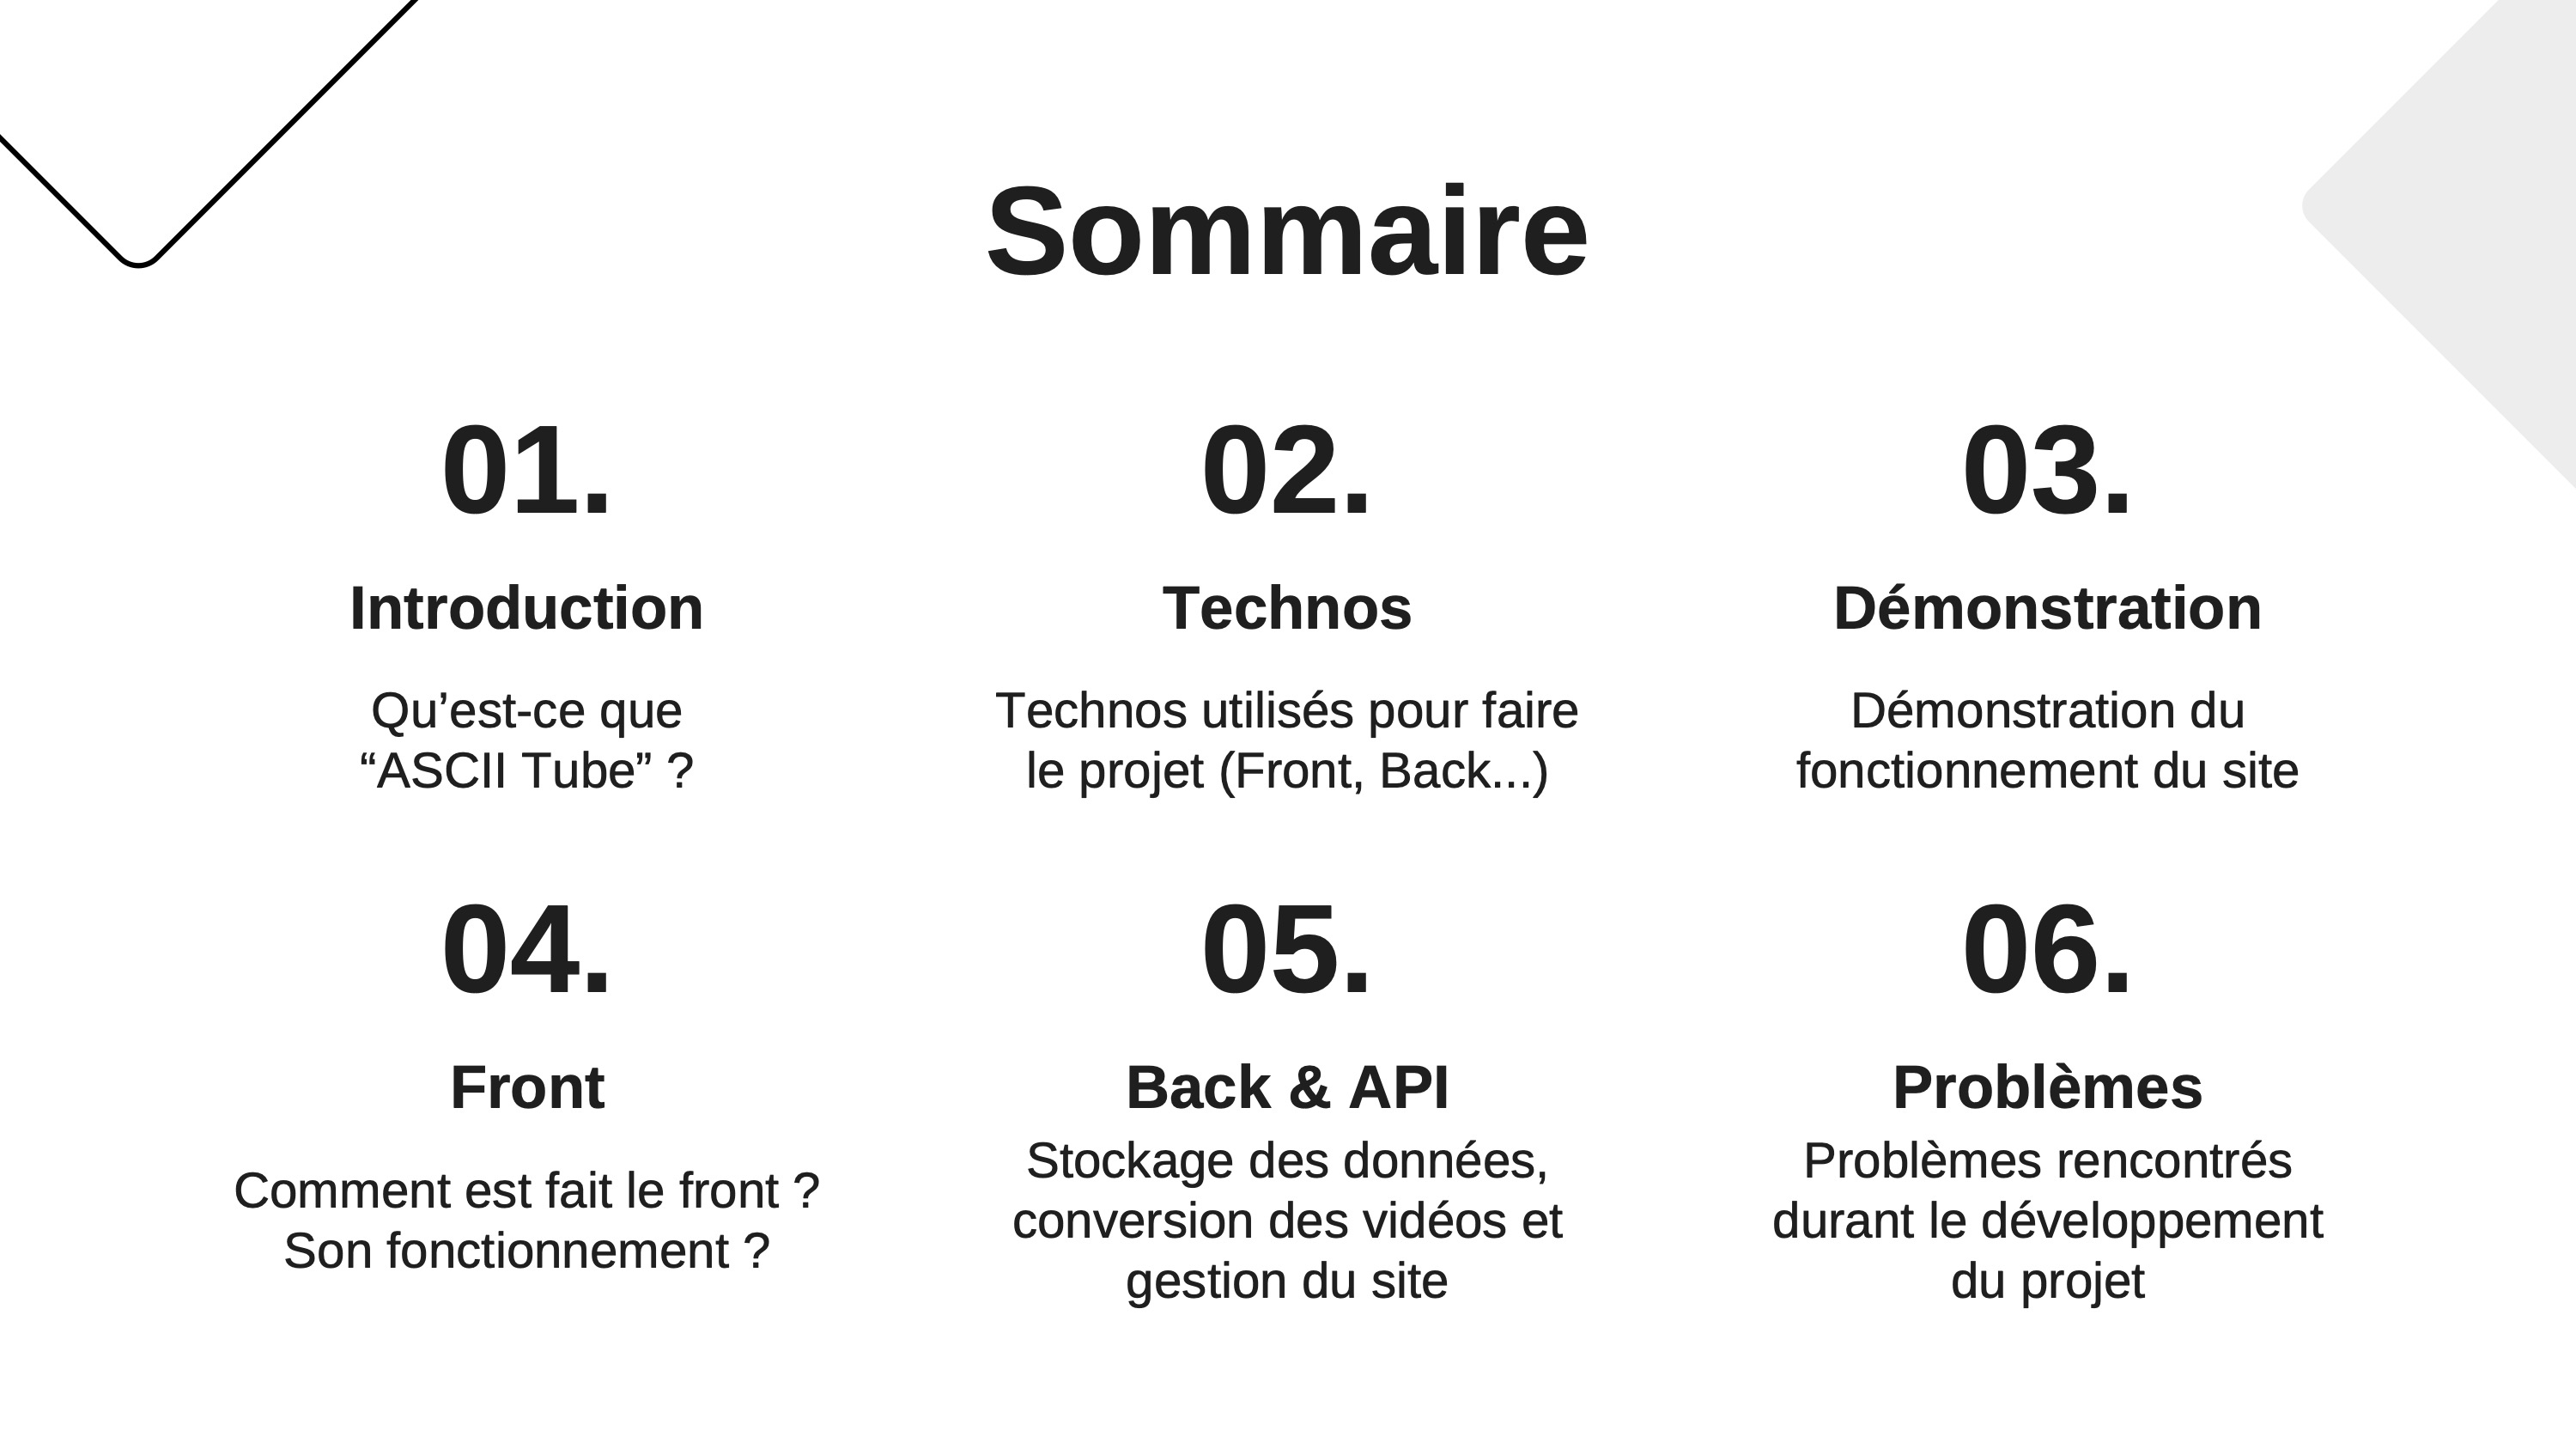 Sommaire
01.
Introduction
Qu’est-ce que
“ASCII Tube” ?
02.
Technos
Technos utilisés pour faire
le projet (Front, Back...)
03.
Démonstration
Démonstration du
fonctionnement du site
04.
Front
Comment est fait le front ?
Son fonctionnement ?
05.
Back & API
Stockage des données,
conversion des vidéos et
gestion du site
06.
Problèmes
Problèmes rencontrés
durant le développement
du projet